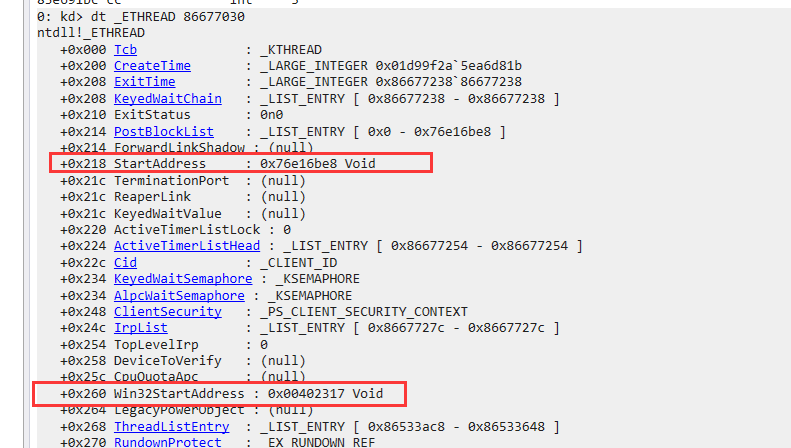 0: kd> dt _ETHREAD 86677030
ntdll!_ETHREAD
+0x000 Tcb : _KTHREAD
+0x200 CreateTime : _LARGE_INTEGER 0x01d99f2a`5ea6d81b
+0x208 ExitTime : _LARGE_INTEGER 0x86677238`86677238
+0x208 KeyedWaitChain : _LIST_ENTRY [ 0x86677238 - 0x86677238 ]
+0x210 ExitStatus : 0n0
+0x214 PostBlockList : _LIST_ENTRY [ 0x0 - 0x76e16be8 ]
+0x214 ForwardLinkShadow : (null)
+0x218 StartAddress : 0x76e16be8 Void
+0x21c TerminationPort : (null)
+0x21c ReaperLink : (null)
+0x21c KeyedWaitValue : (null)
+0x220 ActiveTimerListLock : 0
+0x224 ActiveTimerListHead : _LIST_ENTRY [ 0x86677254 - 0x86677254 ]
+0x22c Cid : _CLIENT_ID
+0x234 KeyedWaitSemaphore : _KSEMAPHORE
+0x234 AlpcWaitSemaphore : _KSEMAPHORE
+0x248 ClientSecurity : _PS_CLIENT_SECURITY_CONTEXT
+0x24c IrpList : _LIST_ENTRY [ 0x8667727c - 0x8667727c ]
+0x254 TopLevelIrp : 0
+0x258 DeviceToVerify : (null)
+0x25c CpuQuotaApc : (null)
+0x260 Win32StartAddress : 0x00402317 Void
+0x264 LegacyPowerObject : (null)
+0x268 ThreadListEntry : _LIST_ENTRY [ 0x86533ac8 - 0x86533648 ]
+0x270 RundownProtect : _EX_RUNDOWN_REF